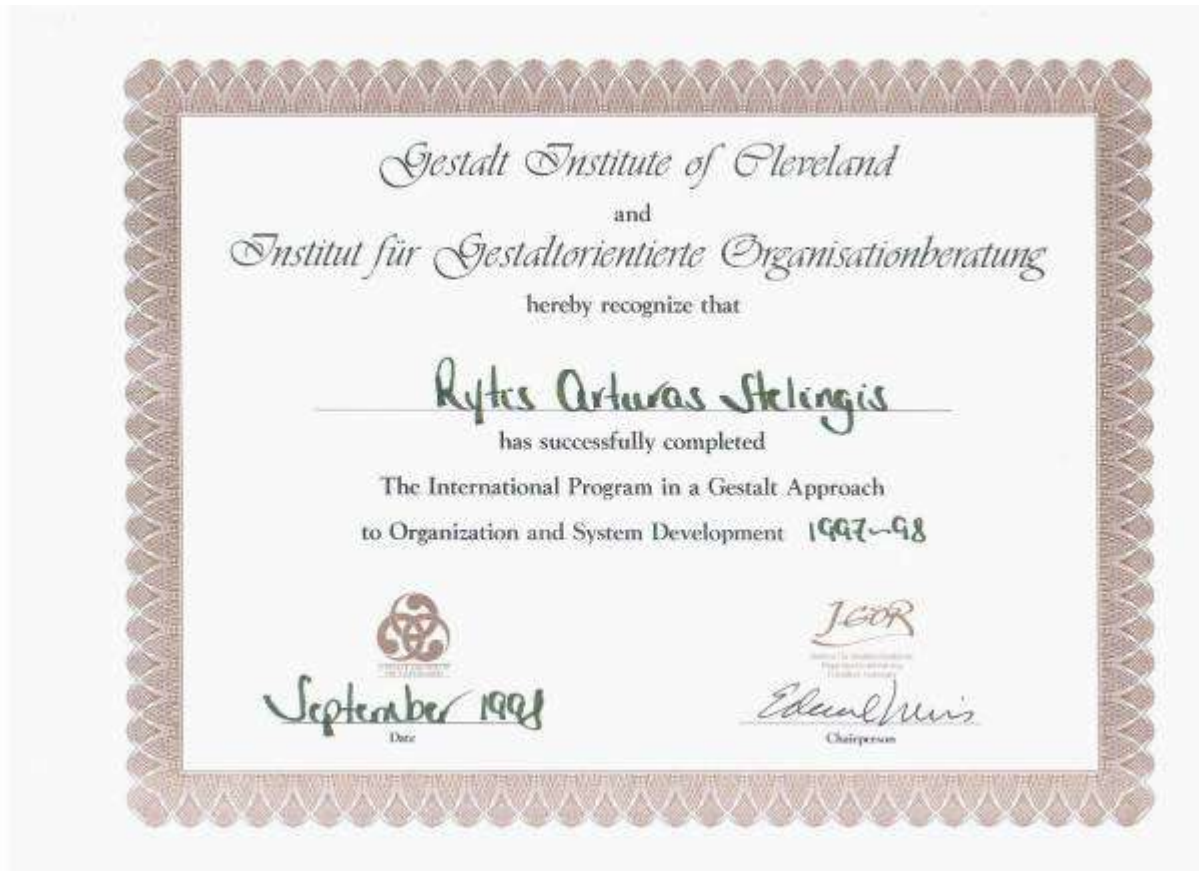 Gestalt Institute of Cleveland
and
Institut für Gestaltorientierte Organisationberatung
hereby recognize that
Rytis Arturas Stelingis
has successfully completed
The International Program in a Gestalt Approach
to Organization and System Development 1997-98
IGOR
September 1998
Date
Chairperson